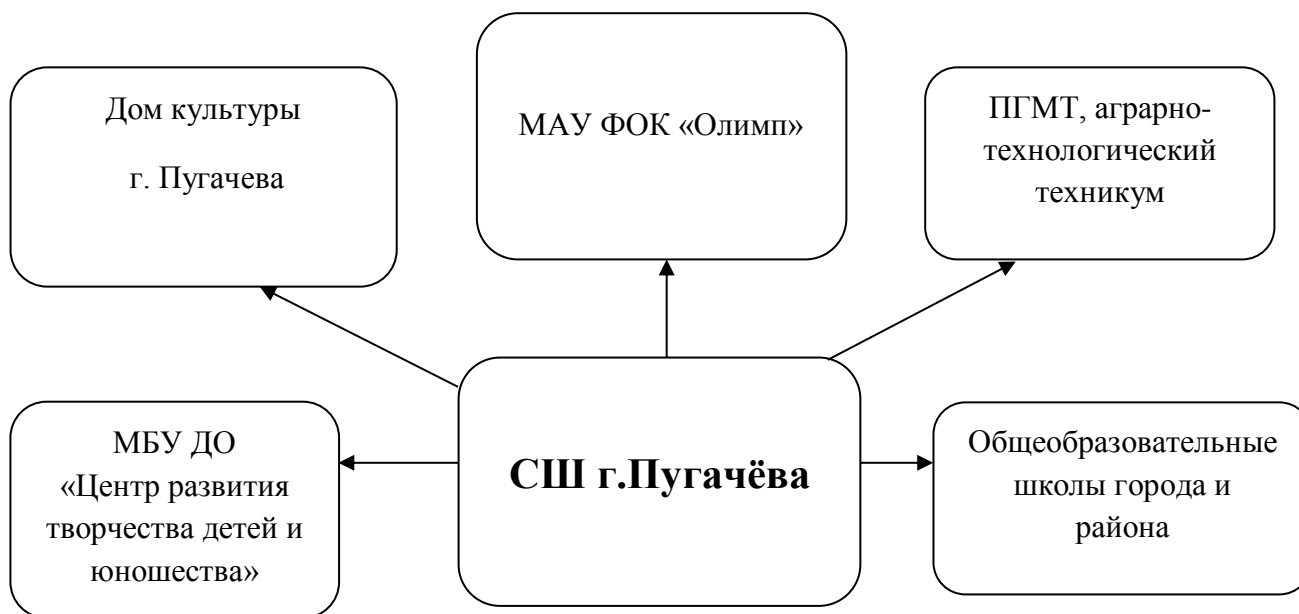 Дом культуры
г. Пугачева
МАУ ФОК «Олимп»
ПГМТ, аграрно-
технологический
техникум
МБУ ДО
«Центр развития
творчества детей и
юношества»
СШ г.Пугачёва
Общеобразовательные
школы города и
района